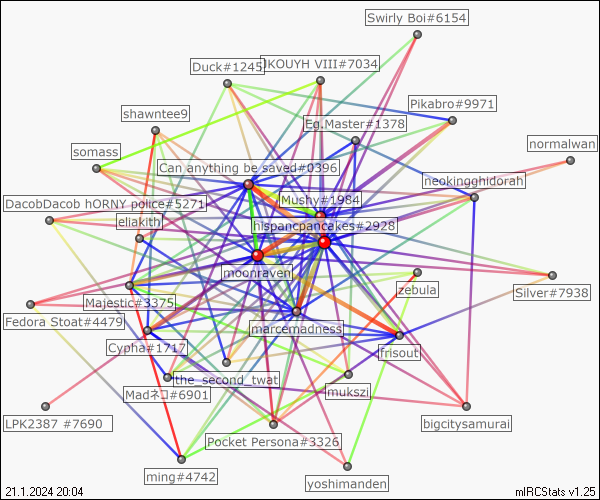 Swirly Boi#6154
Duck#1245
IKOUYH VIII#7034
Pikabro#9971
shawntee9
Eg.Master#1378
normalwan
somass
Can anything be saved#0396
neokingghidorah
DacobDacob hORNY police#5271
Mushy#1984
eliakith
hispancpancakes#2928
moonraven
zebula
Silver#7938
Majestic#3375
Fedora Stoat#4479
marcemadness
Cypha#1717
frisout
the_second_twat
Madネコ#6901
mukszi
LPK2387 #7690
bigcitysamurai
Pocket Persona#3326
ming#4742
yoshimanden
21.1.2024 20:04
mIRCStats v1.25